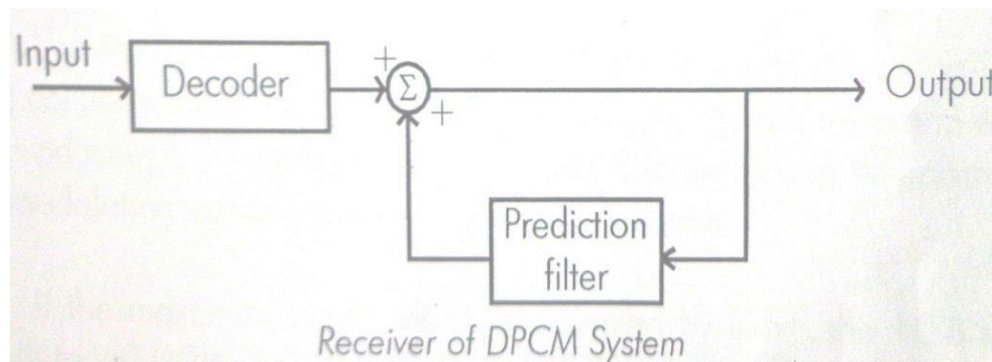 Input
Decoder
+
Σ
+
Output
Prediction
filter
Receiver of DPCM System